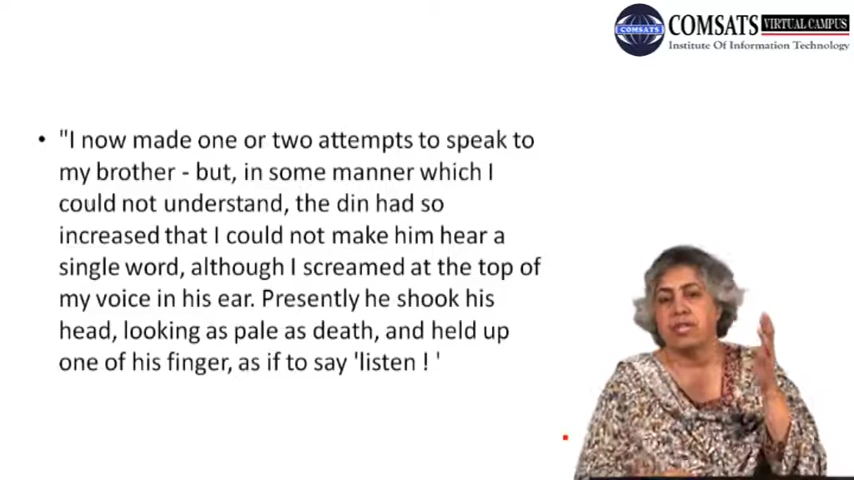 COMSATS
COMSATS VIRTUAL CAMPUS
Institute Of Information Technology
• "I now made one or two attempts to speak to
my brother - but, in some manner which I
could not understand, the din had so
increased that I could not make him hear a
single word, although I screamed at the top of
my voice in his ear. Presently he shook his
head, looking as pale as death, and held up
one of his finger, as if to say 'listen ! '